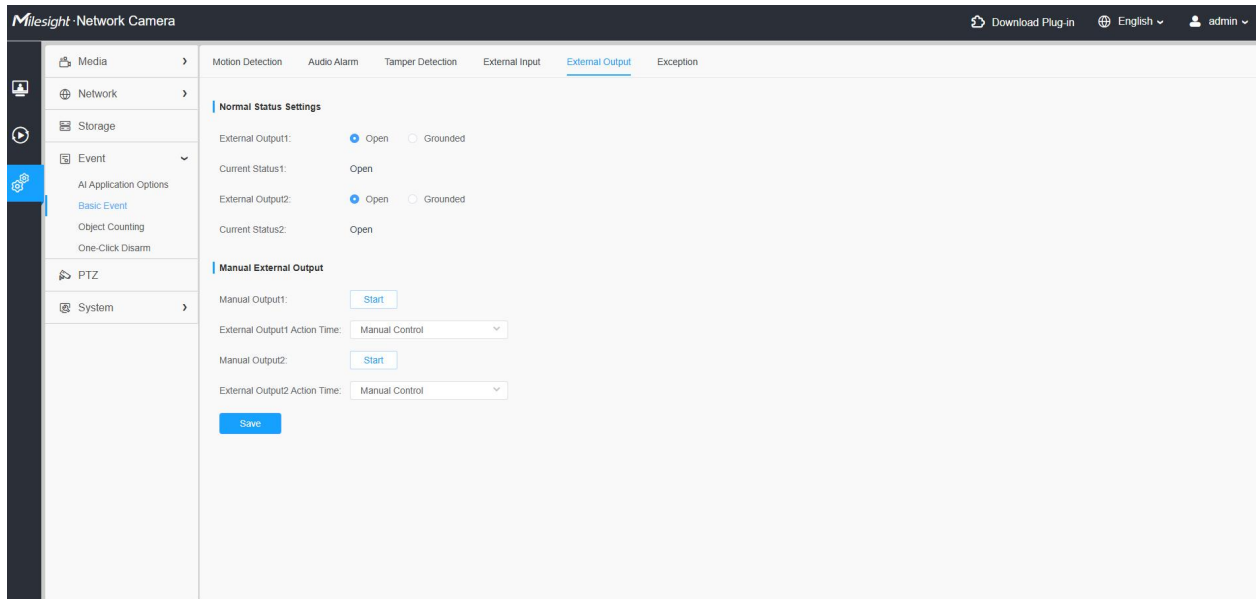 Milesight·Network Camera
Download Plug-in
English
admin
Media
Network
Storage
Event
AI Application Options
Basic Event
Object Counting
One-Click Disarm
PTZ
System
Motion Detection Audio Alarm Tamper Detection External Input External Output Exception
Normal Status Settings
External Output1: Open Grounded
Current Status1: Open
External Output2: Open Grounded
Current Status2: Open
Manual External Output
Manual Output1: Start
External Output1 Action Time: Manual Control
Manual Output2: Start
External Output2 Action Time: Manual Control
Save